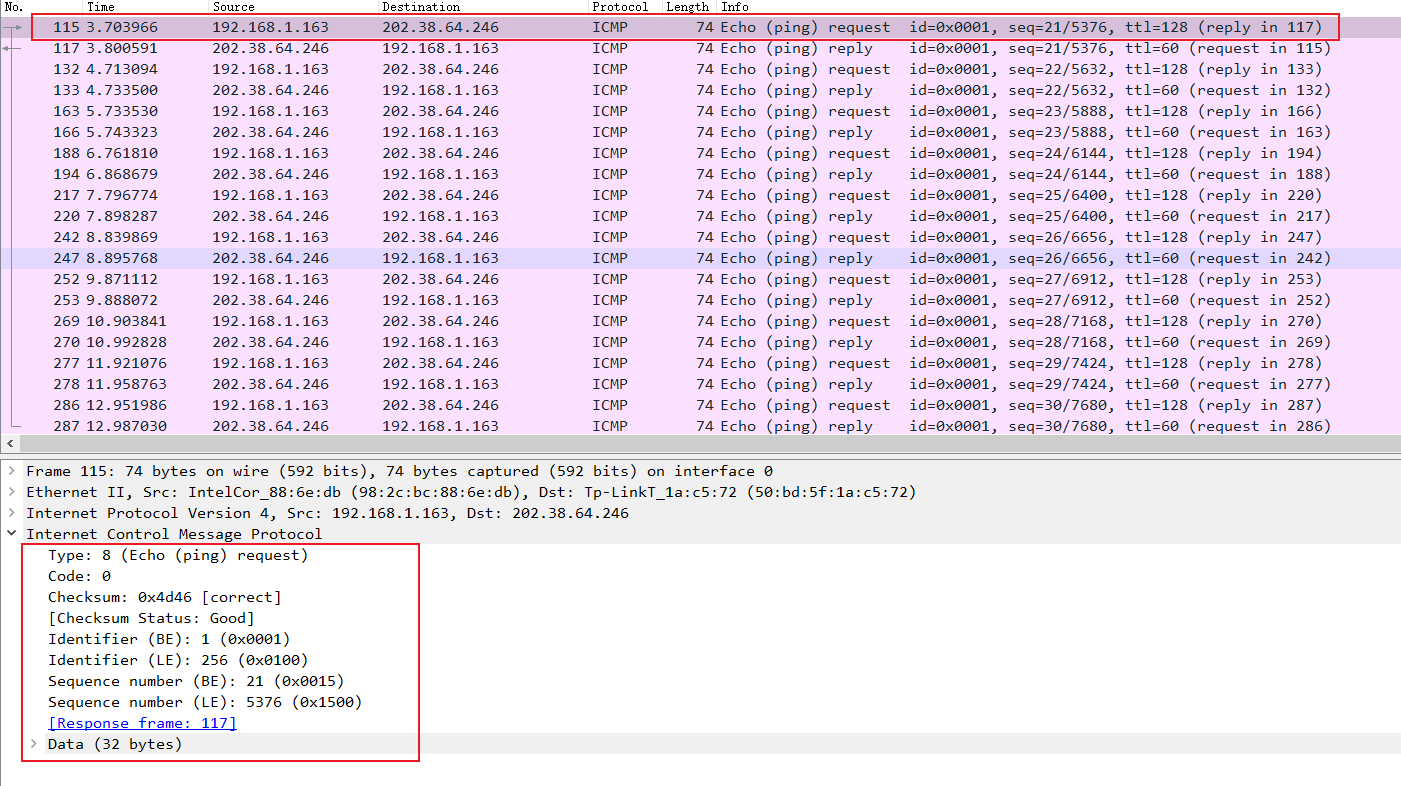 No. Time Source Destination Protocol Length Info
115 3.703966 192.168.1.163 202.38.64.246 ICMP 74 Echo (ping) request id=0x0001, seq=21/5376, ttl=128 (reply in 117)
117 3.800591 202.38.64.246 192.168.1.163 ICMP 74 Echo (ping) reply id=0x0001, seq=21/5376, ttl=60 (request in 115)
132 4.713094 192.168.1.163 202.38.64.246 ICMP 74 Echo (ping) request id=0x0001, seq=22/5632, ttl=128 (reply in 133)
133 4.733500 202.38.64.246 192.168.1.163 ICMP 74 Echo (ping) reply id=0x0001, seq=22/5632, ttl=60 (request in 132)
163 5.733530 192.168.1.163 202.38.64.246 ICMP 74 Echo (ping) request id=0x0001, seq=23/5888, ttl=128 (reply in 166)
166 5.743323 202.38.64.246 192.168.1.163 ICMP 74 Echo (ping) reply id=0x0001, seq=23/5888, ttl=60 (request in 163)
188 6.761810 192.168.1.163 202.38.64.246 ICMP 74 Echo (ping) request id=0x0001, seq=24/6144, ttl=128 (reply in 194)
194 6.868679 202.38.64.246 192.168.1.163 ICMP 74 Echo (ping) reply id=0x0001, seq=24/6144, ttl=60 (request in 188)
217 7.796774 192.168.1.163 202.38.64.246 ICMP 74 Echo (ping) request id=0x0001, seq=25/6400, ttl=128 (reply in 220)
220 7.898287 202.38.64.246 192.168.1.163 ICMP 74 Echo (ping) reply id=0x0001, seq=25/6400, ttl=60 (request in 217)
242 8.839869 192.168.1.163 202.38.64.246 ICMP 74 Echo (ping) request id=0x0001, seq=26/6656, ttl=128 (reply in 247)
247 8.895768 202.38.64.246 192.168.1.163 ICMP 74 Echo (ping) reply id=0x0001, seq=26/6656, ttl=60 (request in 242)
252 9.871112 192.168.1.163 202.38.64.246 ICMP 74 Echo (ping) request id=0x0001, seq=27/6912, ttl=128 (reply in 253)
253 9.888072 202.38.64.246 192.168.1.163 ICMP 74 Echo (ping) reply id=0x0001, seq=27/6912, ttl=60 (request in 252)
269 10.903841 192.168.1.163 202.38.64.246 ICMP 74 Echo (ping) request id=0x0001, seq=28/7168, ttl=128 (reply in 270)
270 10.992828 202.38.64.246 192.168.1.163 ICMP 74 Echo (ping) reply id=0x0001, seq=28/7168, ttl=60 (request in 269)
277 11.921076 192.168.1.163 202.38.64.246 ICMP 74 Echo (ping) request id=0x0001, seq=29/7424, ttl=128 (reply in 278)
278 11.958763 202.38.64.246 192.168.1.163 ICMP 74 Echo (ping) reply id=0x0001, seq=29/7424, ttl=60 (request in 277)
286 12.951986 192.168.1.163 202.38.64.246 ICMP 74 Echo (ping) request id=0x0001, seq=30/7680, ttl=128 (reply in 287)
287 12.987030 202.38.64.246 192.168.1.163 ICMP 74 Echo (ping) reply id=0x0001, seq=30/7680, ttl=60 (request in 286)
Frame 115: 74 bytes on wire (592 bits), 74 bytes captured (592 bits) on interface 0
Ethernet II, Src: IntelCor_88:6e:db (98:2c:bc:88:6e:db), Dst: Tp-LinkT_1a:c5:72 (50:bd:5f:1a:c5:72)
Internet Protocol Version 4, Src: 192.168.1.163, Dst: 202.38.64.246
Internet Control Message Protocol
Type: 8 (Echo (ping) request)
Code: 0
Checksum: 0x4d46 [correct]
[Checksum Status: Good]
Identifier (BE): 1 (0x0001)
Identifier (LE): 256 (0x0100)
Sequence number (BE): 21 (0x0015)
Sequence number (LE): 5376 (0x1500)
[Response frame: 117]
Data (32 bytes)